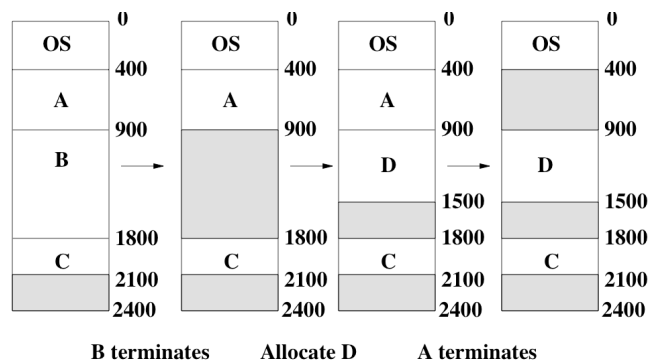 0 0 0 0
OS OS OS OS
400 400 400 400
A A A
900 900 900 900
B D D
1500 1500
1800 1800 1800 1800
C C C C
2100 2100 2100 2100
2400 2400 2400 2400
B terminates Allocate D A terminates